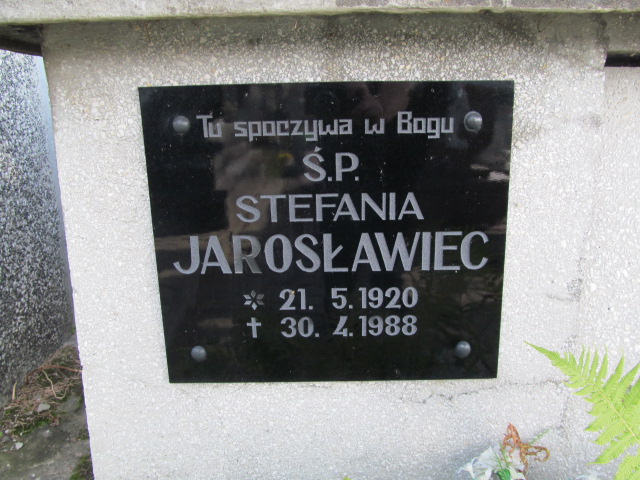 Tu spoczywa w Bogu
Ś.P.
STEFANIA
JAROSŁAWIEC
* 21. 5. 1920
† 30. 4. 1988